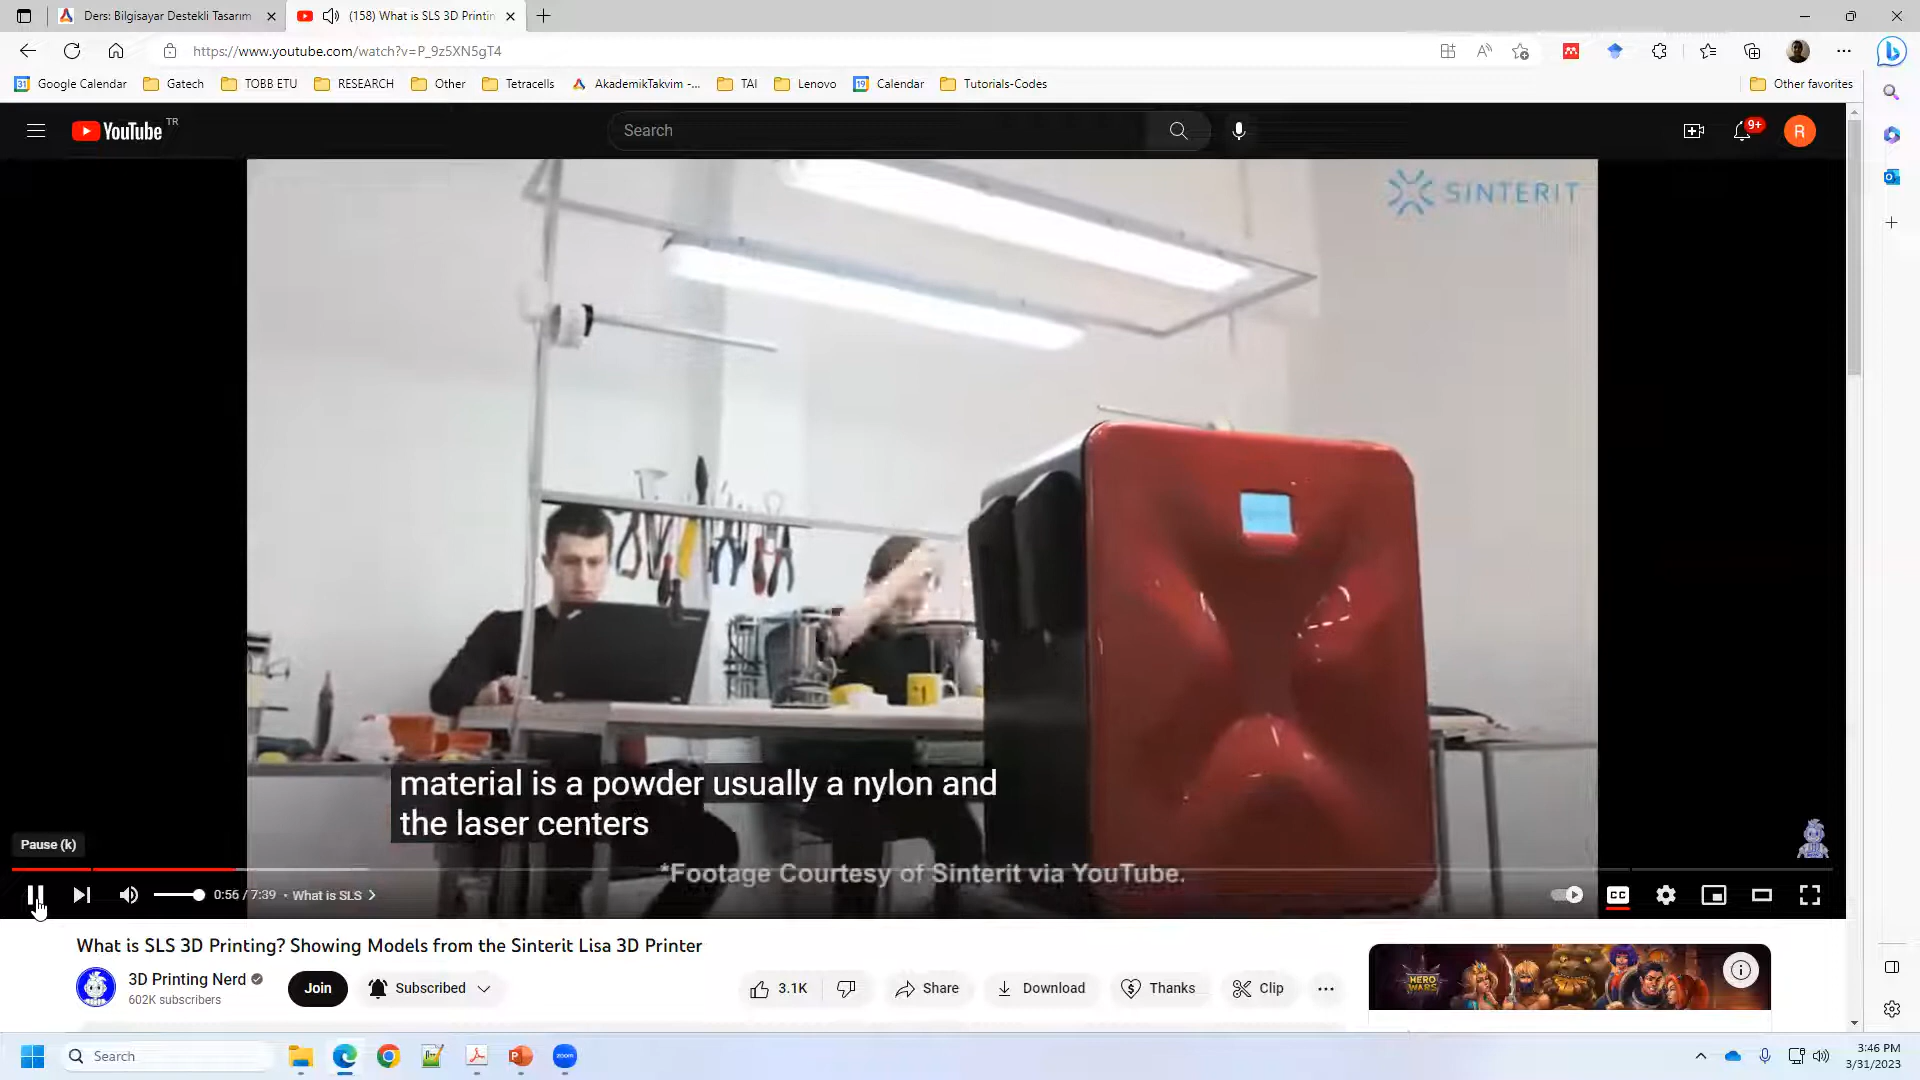 Ders: Bilgisayar Destekli Tasarım
(158) What is SLS 3D Printin
https://www.youtube.com/watch?v=P_9z5XN5gT4
Google Calendar
Gatech
TOBB ETU
RESEARCH
Other
Tetracells
AkademikTakvim -...
TAI
Lenovo
Calendar
Tutorials-Codes
Other favorites
YouTube TR
Search
9+
R
SINTERIT
material is a powder usually a nylon and
the laser centers
*Footage Courtesy of Sinterit via YouTube.
Pause (k)
0:56 / 7:39 • What is SLS
CC
What is SLS 3D Printing? Showing Models from the Sinterit Lisa 3D Printer
3D Printing Nerd
602K subscribers
Join
Subscribed
3.1K
Share
Download
Thanks
Clip
HERO
WARS
Search
zoom
3:46 PM
3/31/2023